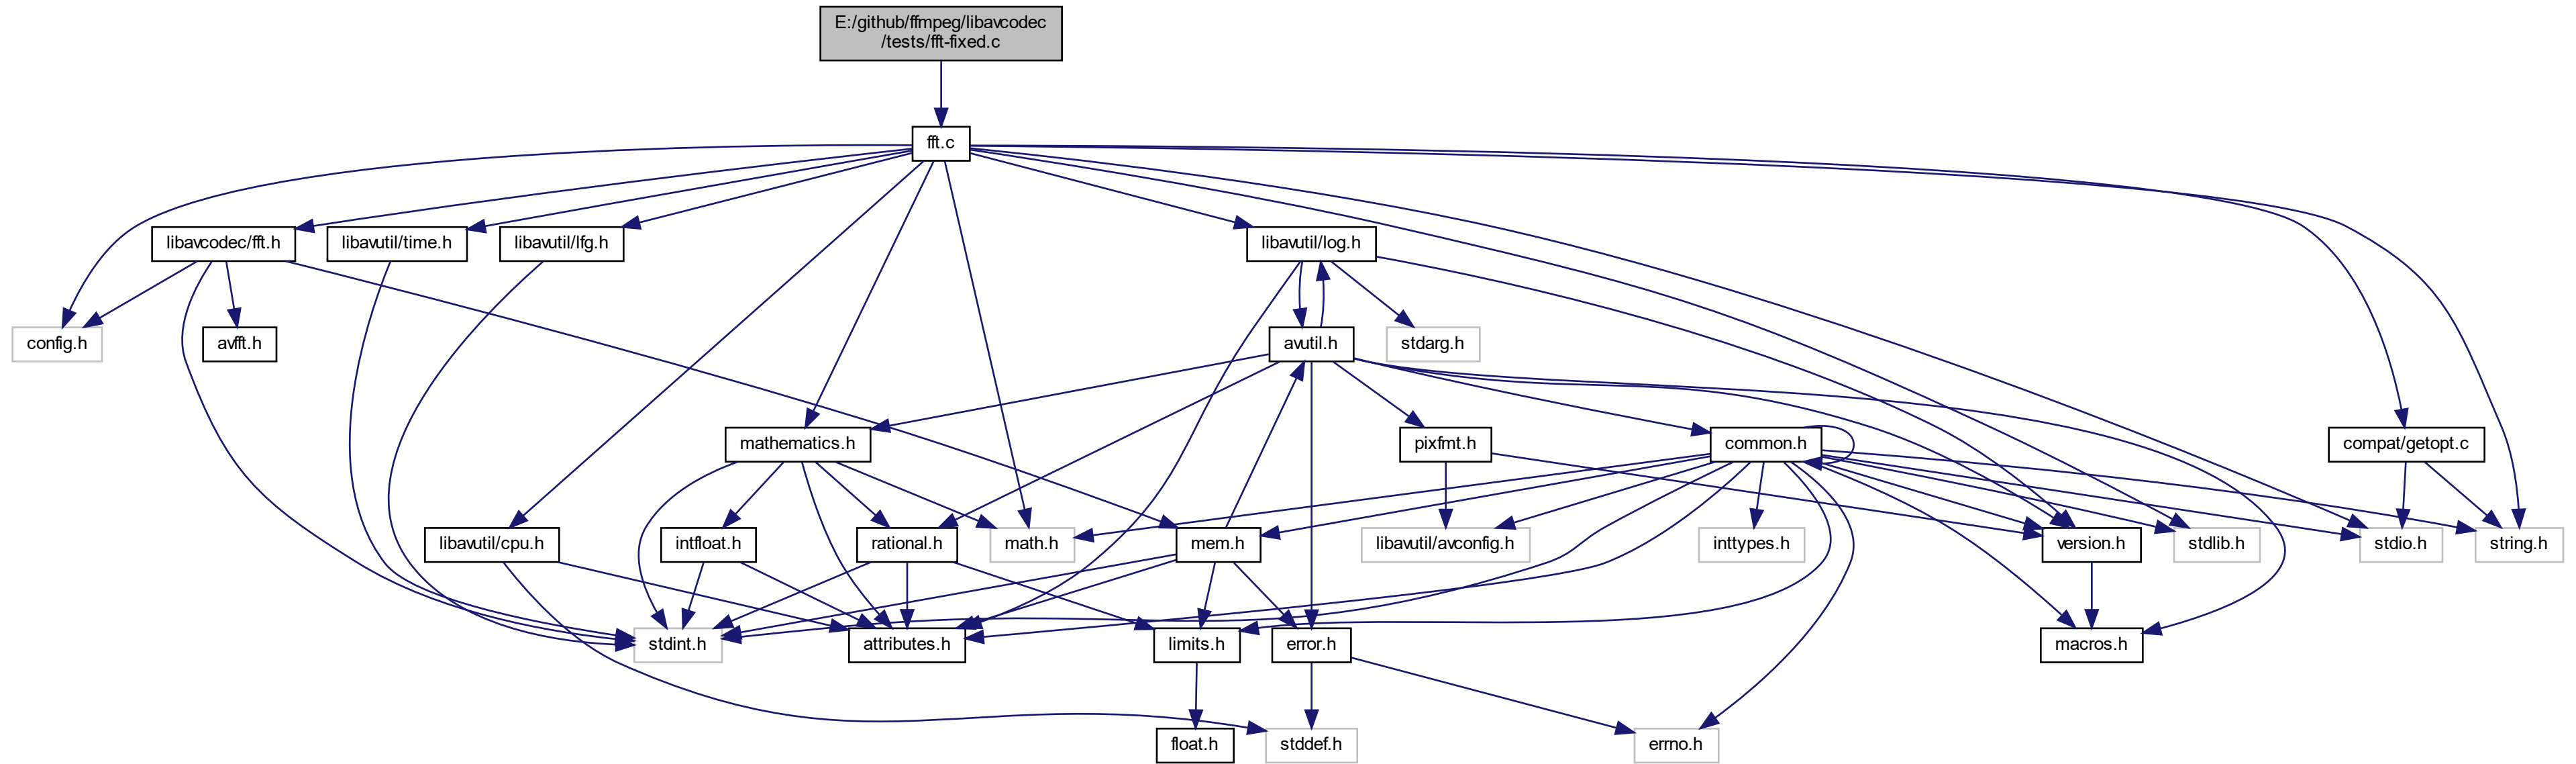 E:/github/ffmpeg/libavcodec
/tests/fft-fixed.c
fft.c
libavcodec/fft.h
libavutil/time.h
libavutil/lfg.h
libavutil/log.h
config.h
avfft.h
avutil.h
stdarg.h
mathematics.h
pixfmt.h
common.h
compat/getopt.c
libavutil/cpu.h
intfloat.h
rational.h
math.h
mem.h
libavutil/avconfig.h
inttypes.h
version.h
stdlib.h
stdio.h
string.h
stdint.h
attributes.h
limits.h
error.h
macros.h
float.h
stddef.h
errno.h